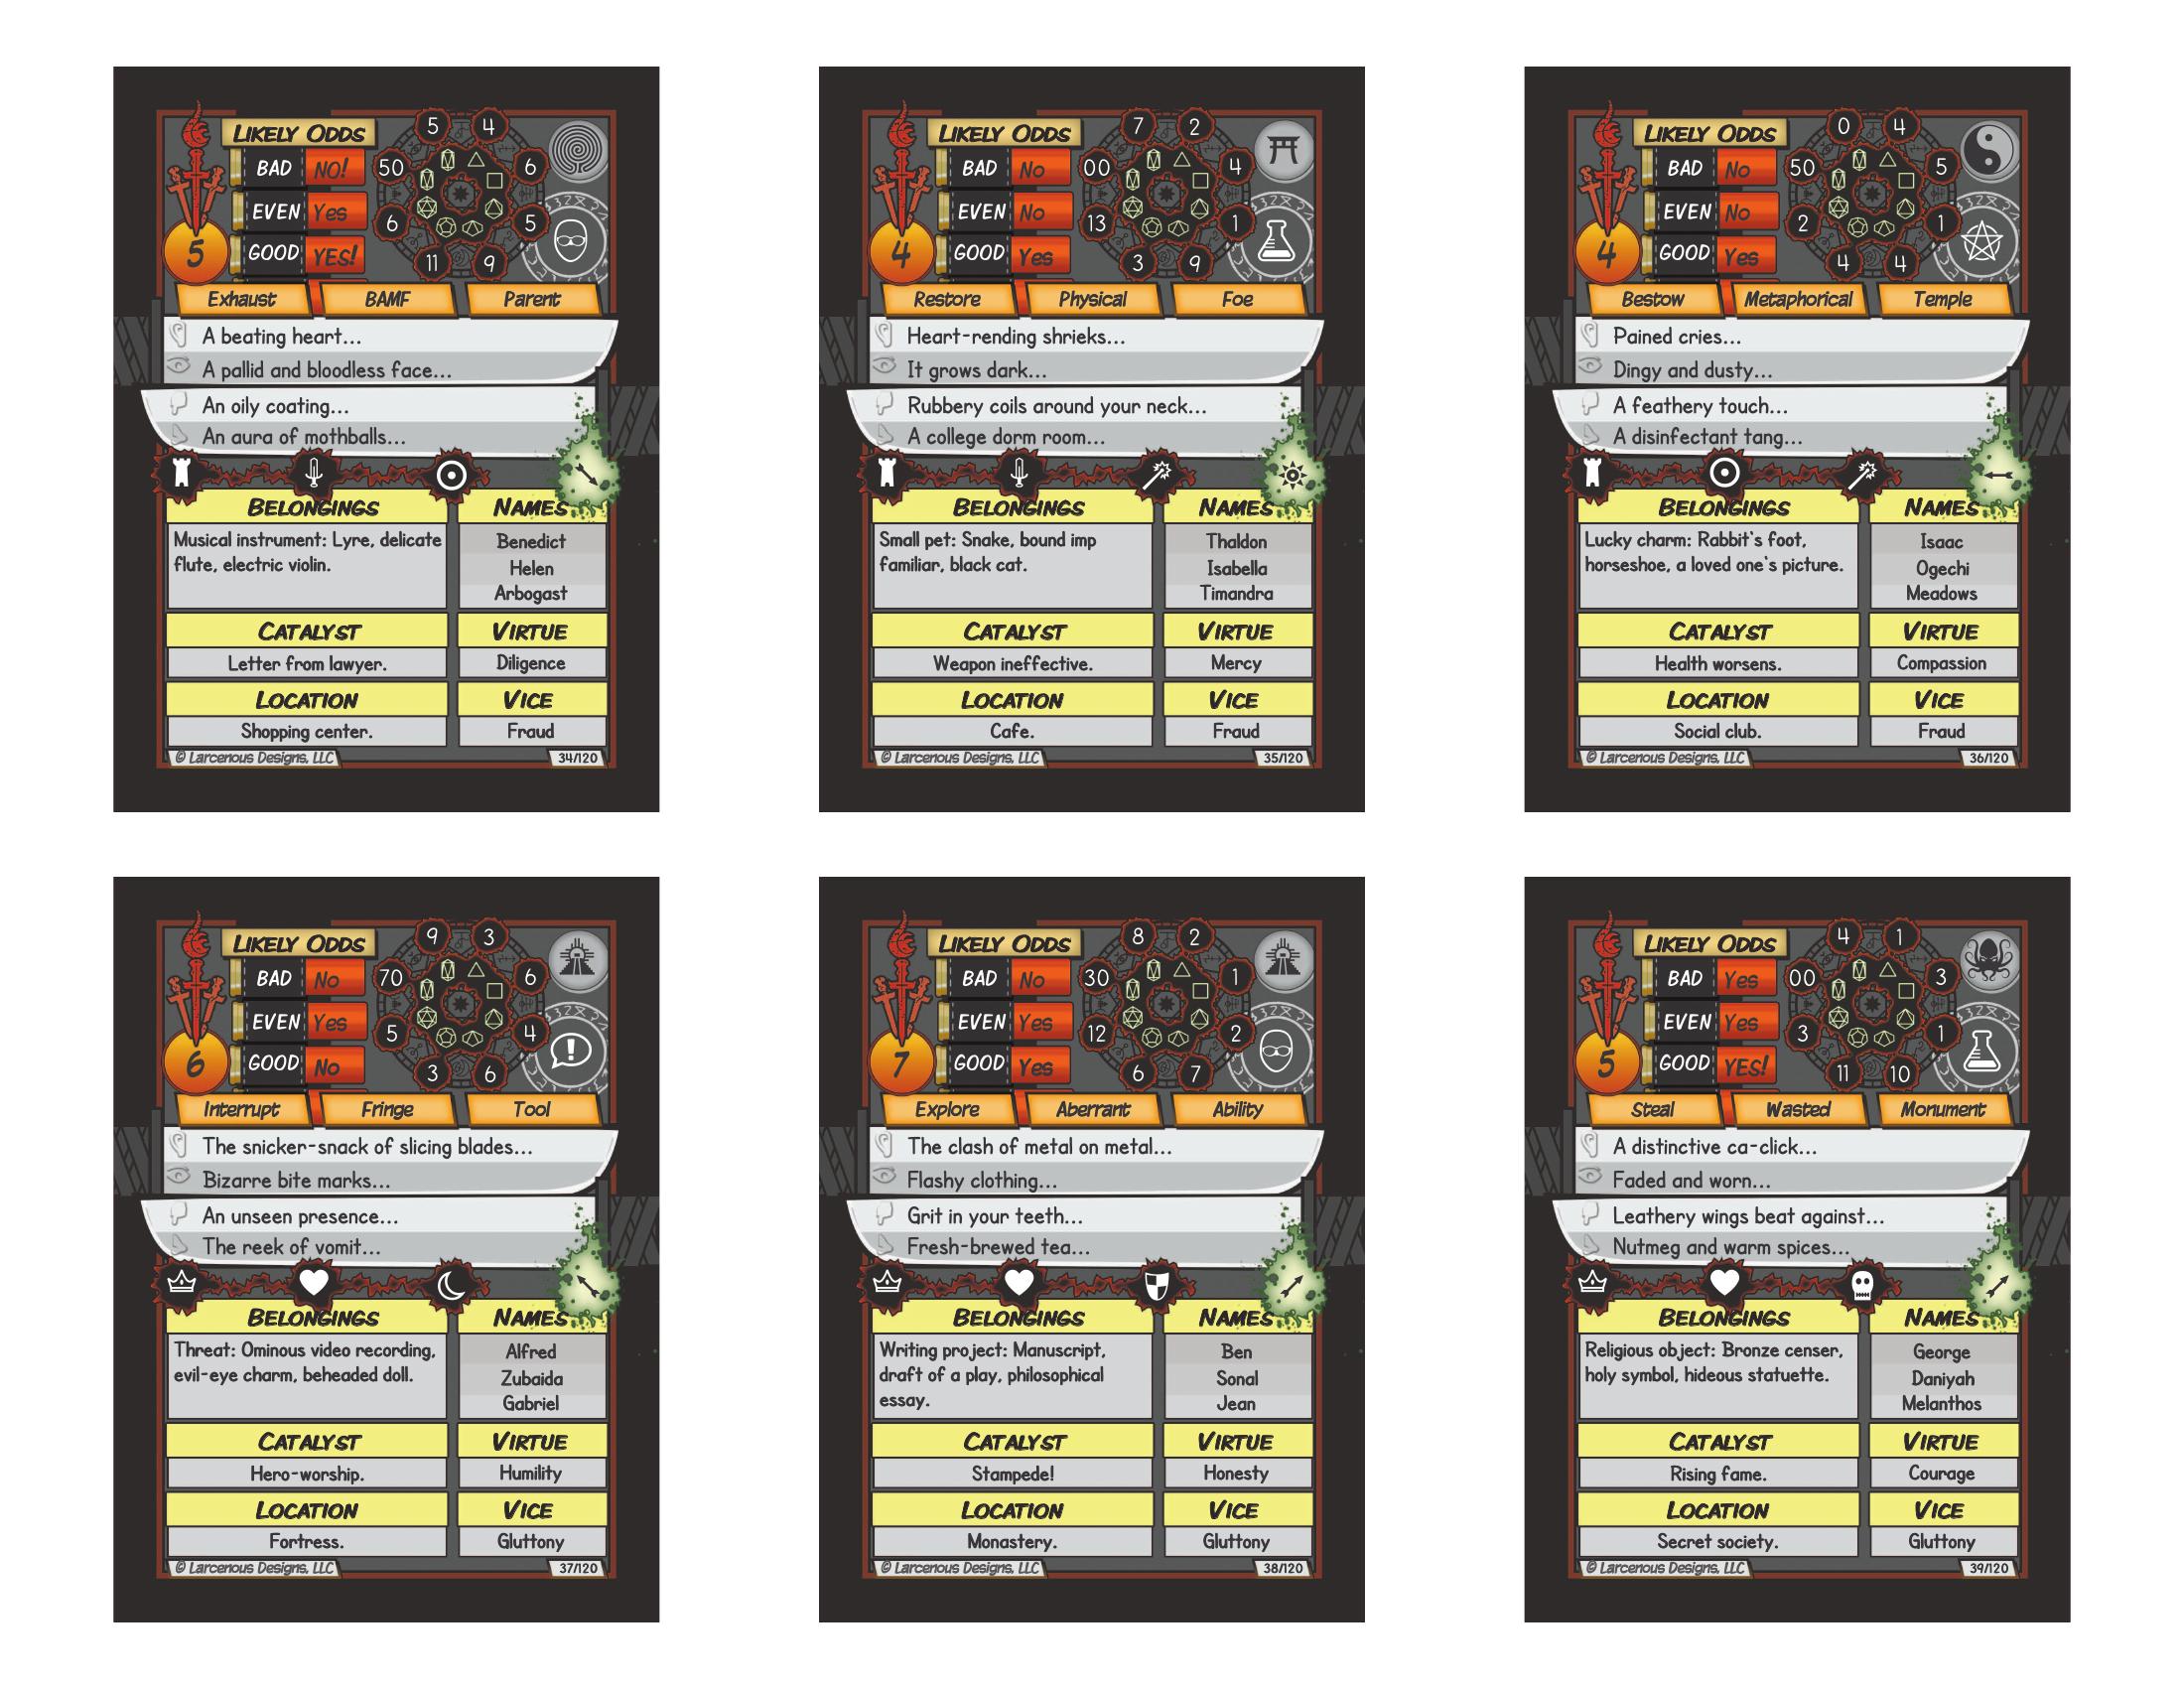 LIKELY ODDS
BAD NO!
EVEN Yes
GOOD YES!
5
5 4
50 6
6 5
11 9
Exhaust BAMF Parent
A beating heart...
A pallid and bloodless face...
An oily coating...
An aura of mothballs...
BELONGINGS
Musical instrument: Lyre, delicate
flute, electric violin.
NAMES
Benedict
Helen
Arbogast
CATALYST
Letter from lawyer.
VIRTUE
Diligence
LOCATION
Shopping center.
VICE
Fraud
© Larcenous Designs, LLC
34/120
LIKELY ODDS
BAD No
EVEN No
GOOD Yes
4
7 2
00 4
13 1
3 9
Restore Physical Foe
Heart-rending shrieks...
It grows dark...
Rubbery coils around your neck...
A college dorm room...
BELONGINGS
Small pet: Snake, bound imp
familiar, black cat.
NAMES
Thaldon
Isabella
Timandra
CATALYST
Weapon ineffective.
VIRTUE
Mercy
LOCATION
Cafe.
VICE
Fraud
© Larcenous Designs, LLC
35/120
LIKELY ODDS
BAD No
EVEN No
GOOD Yes
4
0 4
50 5
2 1
4 4
Bestow Metaphorical Temple
Pained cries...
Dingy and dusty...
A feathery touch...
A disinfectant tang...
BELONGINGS
Lucky charm: Rabbit's foot,
horseshoe, a loved one's picture.
NAMES
Isaac
Ogechi
Meadows
CATALYST
Health worsens.
VIRTUE
Compassion
LOCATION
Social club.
VICE
Fraud
© Larcenous Designs, LLC
36/120
LIKELY ODDS
BAD No
EVEN Yes
GOOD No
6
9 3
70 6
5 4
3 6
Interrupt Fringe Tool
The snicker-snack of slicing blades...
Bizarre bite marks...
An unseen presence...
The reek of vomit...
BELONGINGS
Threat: Ominous video recording,
evil-eye charm, beheaded doll.
NAMES
Alfred
Zubaida
Gabriel
CATALYST
Hero-worship.
VIRTUE
Humility
LOCATION
Fortress.
VICE
Gluttony
© Larcenous Designs, LLC
37/120
LIKELY ODDS
BAD No
EVEN Yes
GOOD Yes
7
8 2
30 1
12 2
6 7
Explore Aberrant Ability
The clash of metal on metal...
Flashy clothing...
Grit in your teeth...
Fresh-brewed tea...
BELONGINGS
Writing project: Manuscript,
draft of a play, philosophical
essay.
NAMES
Ben
Sonal
Jean
CATALYST
Stampede!
VIRTUE
Honesty
LOCATION
Monastery.
VICE
Gluttony
© Larcenous Designs, LLC
38/120
LIKELY ODDS
BAD Yes
EVEN Yes
GOOD YES!
5
4 1
00 3
3 1
11 10
Steal Wasted Monument
A distinctive ca-click...
Faded and worn...
Leathery wings beat against...
Nutmeg and warm spices...
BELONGINGS
Religious object: Bronze censer,
holy symbol, hideous statuette.
NAMES
George
Daniyah
Melanthos
CATALYST
Rising fame.
VIRTUE
Courage
LOCATION
Secret society.
VICE
Gluttony
© Larcenous Designs, LLC
39/120